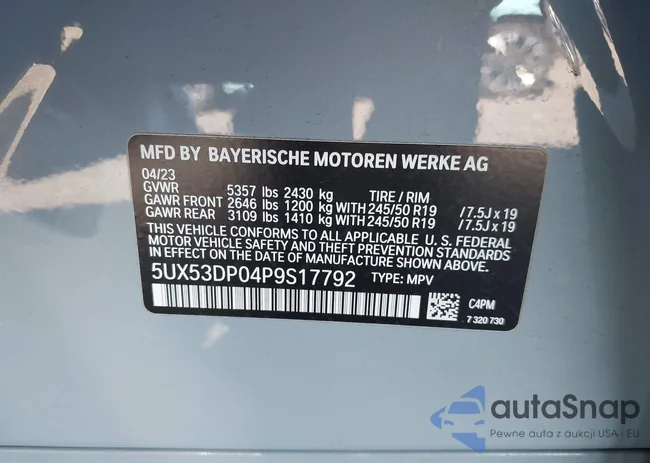 MFD BY BAYERISCHE MOTOREN WERKE AG
04/23
GVWR 5357 lbs 2430 kg TIRE / RIM
GAWR FRONT 2646 lbs 1200 kg WITH 245/50 R19 /7.5J x 19
GAWR REAR 3109 lbs 1410 kg WITH 245/50 R19 /7.5J x 19
THIS VEHICLE CONFORMS TO ALL APPLICABLE U. S. FEDERAL
MOTOR VEHICLE SAFETY AND THEFT PREVENTION STANDARDS
IN EFFECT ON THE DATE OF MANUFACTURE SHOWN ABOVE.
5UX53DP04P9S17792 TYPE: MPV
C4PM
7 320 730
autaSnap
Pewne auta z aukcji USA i EU